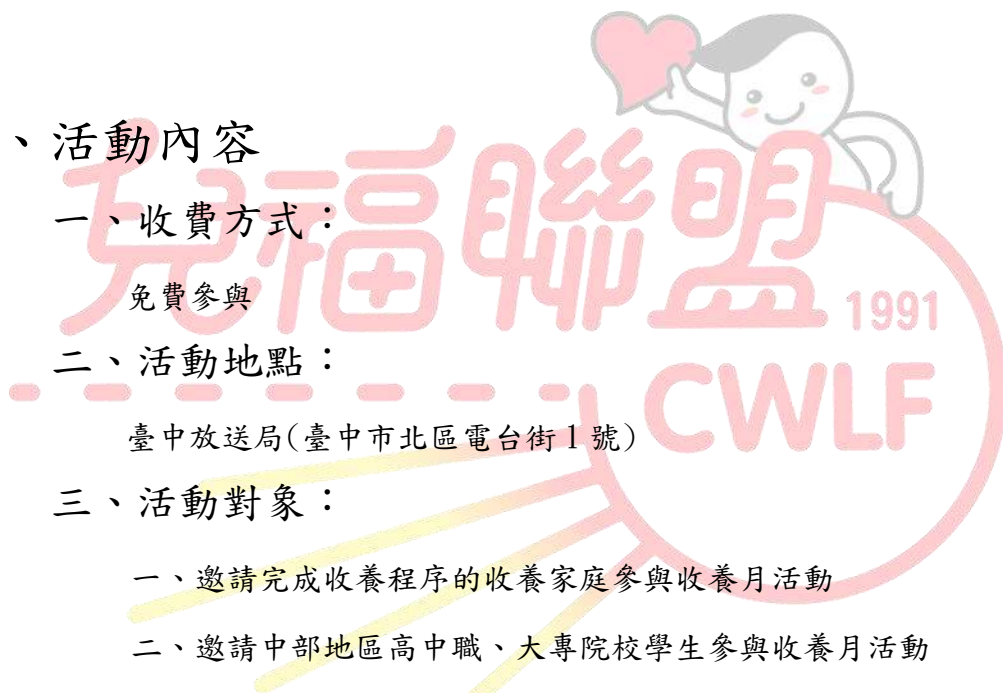 、活動內容
一、收費方式：
免費參與
二、活動地點：
臺中放送局(臺中市北區電台街1號)
三、活動對象：
一、邀請完成收養程序的收養家庭參與收養月活動
二、邀請中部地區高中職、大專院校學生參與收養月活動
兒福聯盟
1991
CWLF